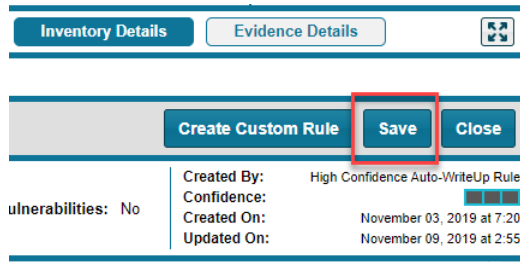 Inventory Details Evidence Details
Create Custom Rule Save Close
Created By: High Confidence Auto-WriteUp Rule
Confidence:
ulnerabilities: No
Created On: November 03, 2019 at 7:20
Updated On: November 09, 2019 at 2:55